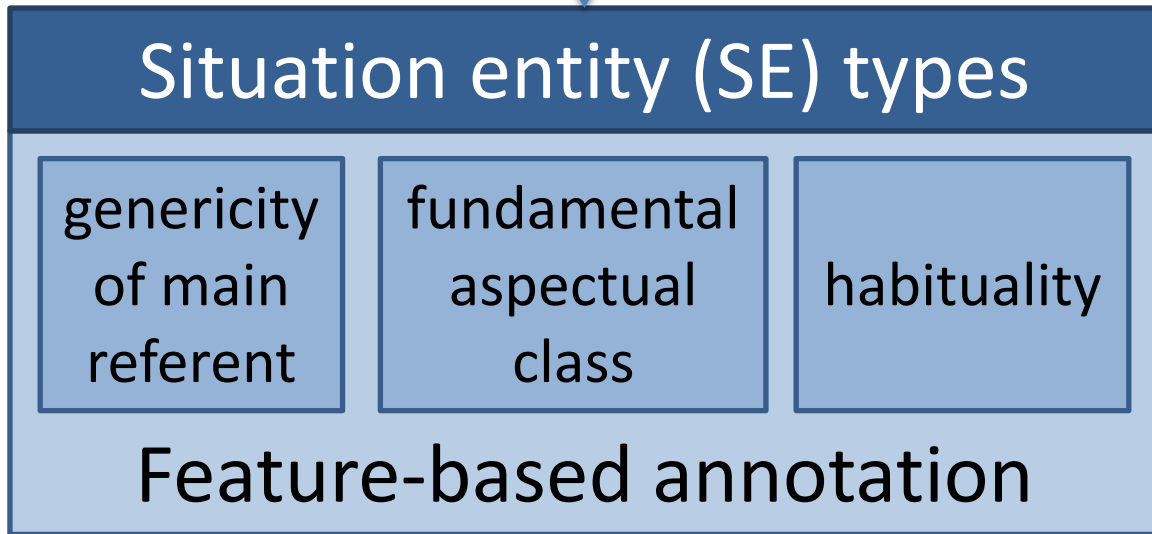 Situation entity (SE) types
genericity
of main
referent
fundamental
aspectual
class
habituality
Feature-based annotation